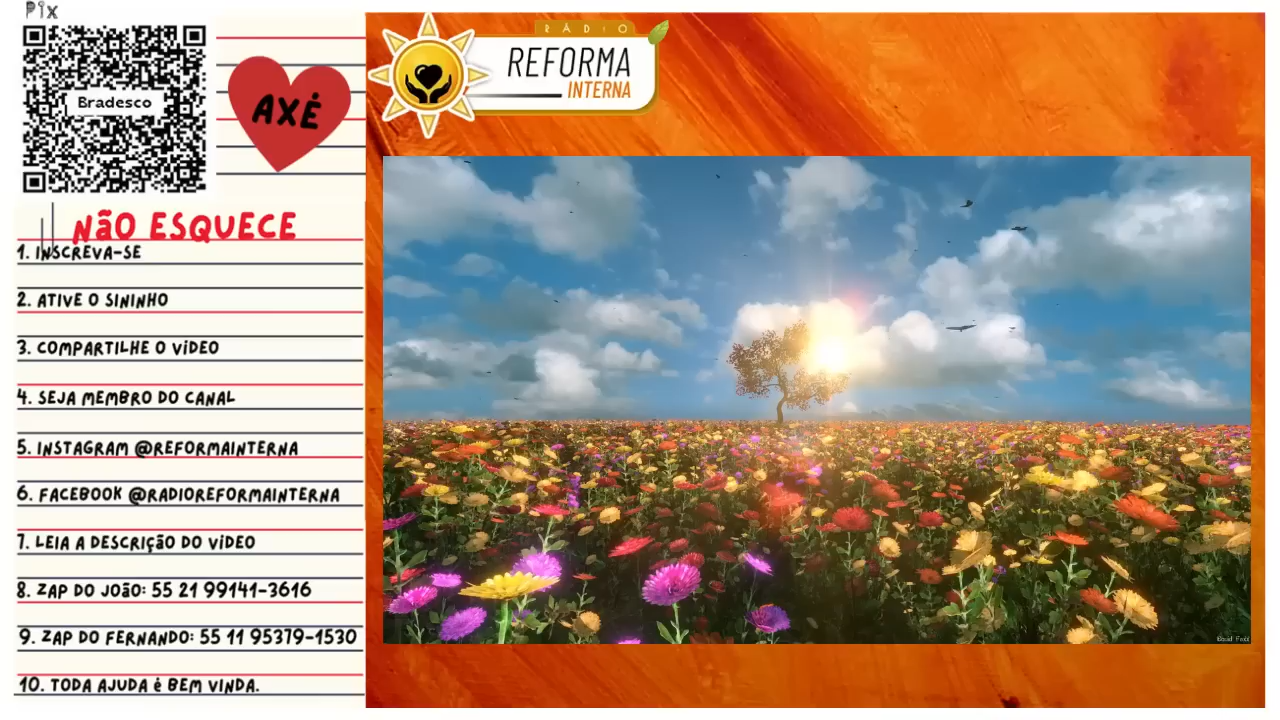 Pix
Bradesco
AXÉ
NÃO ESQUECE
1. INSCREVA-SE
2. ATIVE O SININHO
3. COMPARTILHE O VÍDEO
4. SEJA MEMBRO DO CANAL
5. INSTAGRAM @REFORMAINTERNA
6. FACEBOOK @RADIOREFORMAINTERNA
7. LEIA A DESCRIÇÃO DO VÍDEO
8. ZAP DO JOÃO: 55 21 99141-3616
9. ZAP DO FERNANDO: 55 11 95379-1530
10. TODA AJUDA É BEM VINDA.
RÁDIO
REFORMA
INTERNA